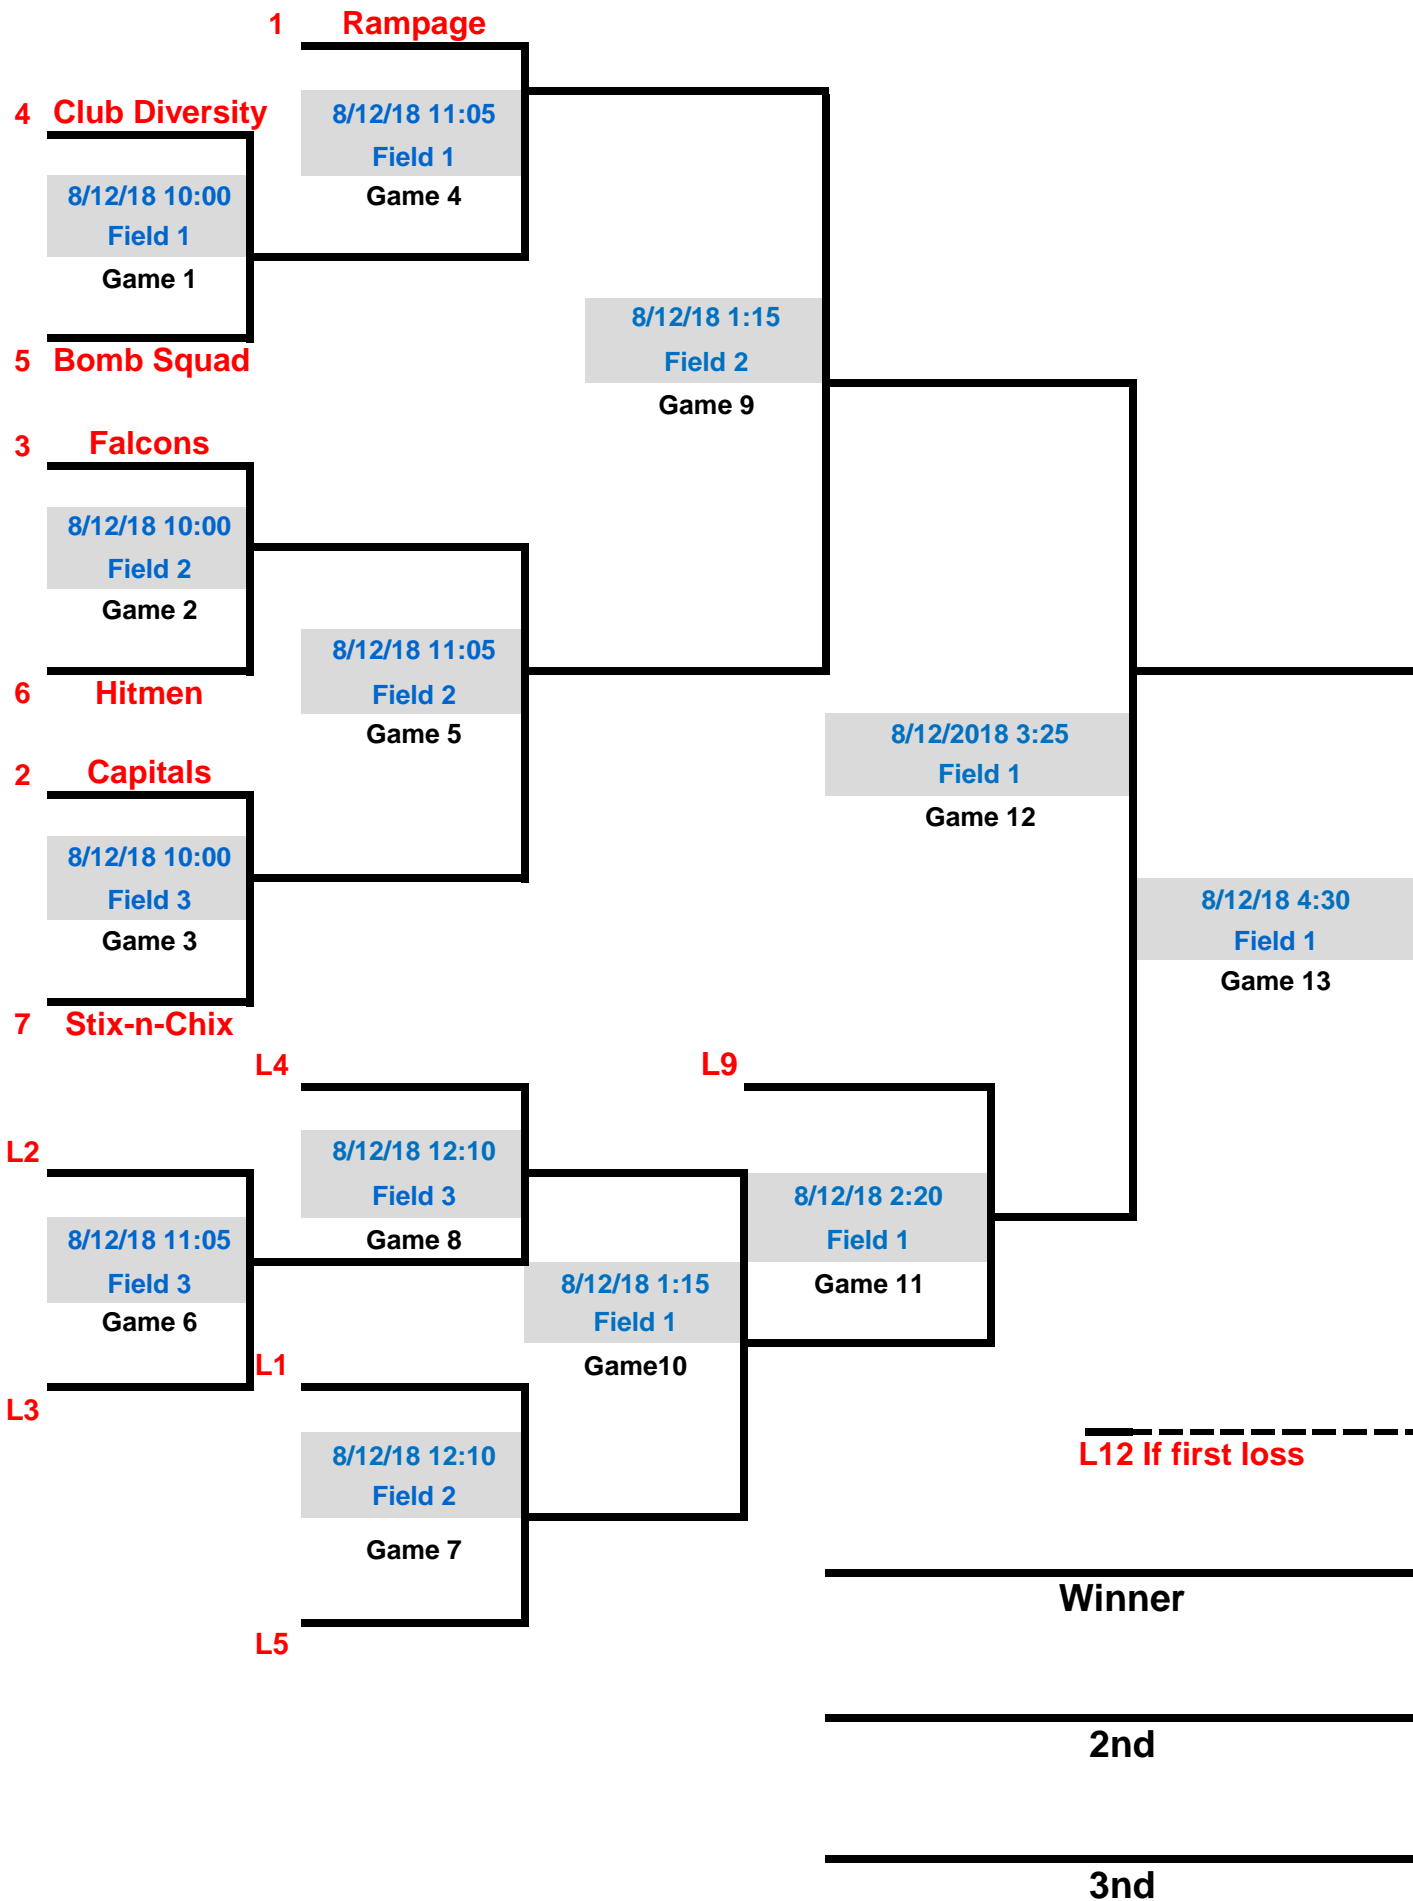 1 Rampage
4 Club Diversity
8/12/18 11:05
Field 1
Game 4
8/12/18 10:00
Field 1
Game 1
5 Bomb Squad
8/12/18 1:15
Field 2
Game 9
3 Falcons
8/12/18 10:00
Field 2
Game 2
6 Hitmen
8/12/18 11:05
Field 2
Game 5
2 Capitals
8/12/2018 3:25
Field 1
Game 12
8/12/18 10:00
Field 3
Game 3
8/12/18 4:30
Field 1
Game 13
7 Stix-n-Chix
L4
L9
L2
8/12/18 12:10
Field 3
Game 8
8/12/18 2:20
Field 1
Game 11
8/12/18 11:05
Field 3
Game 6
8/12/18 1:15
Field 1
Game10
L1
L3
8/12/18 12:10
Field 2
Game 7
L12 If first loss
L5
Winner
2nd
3nd